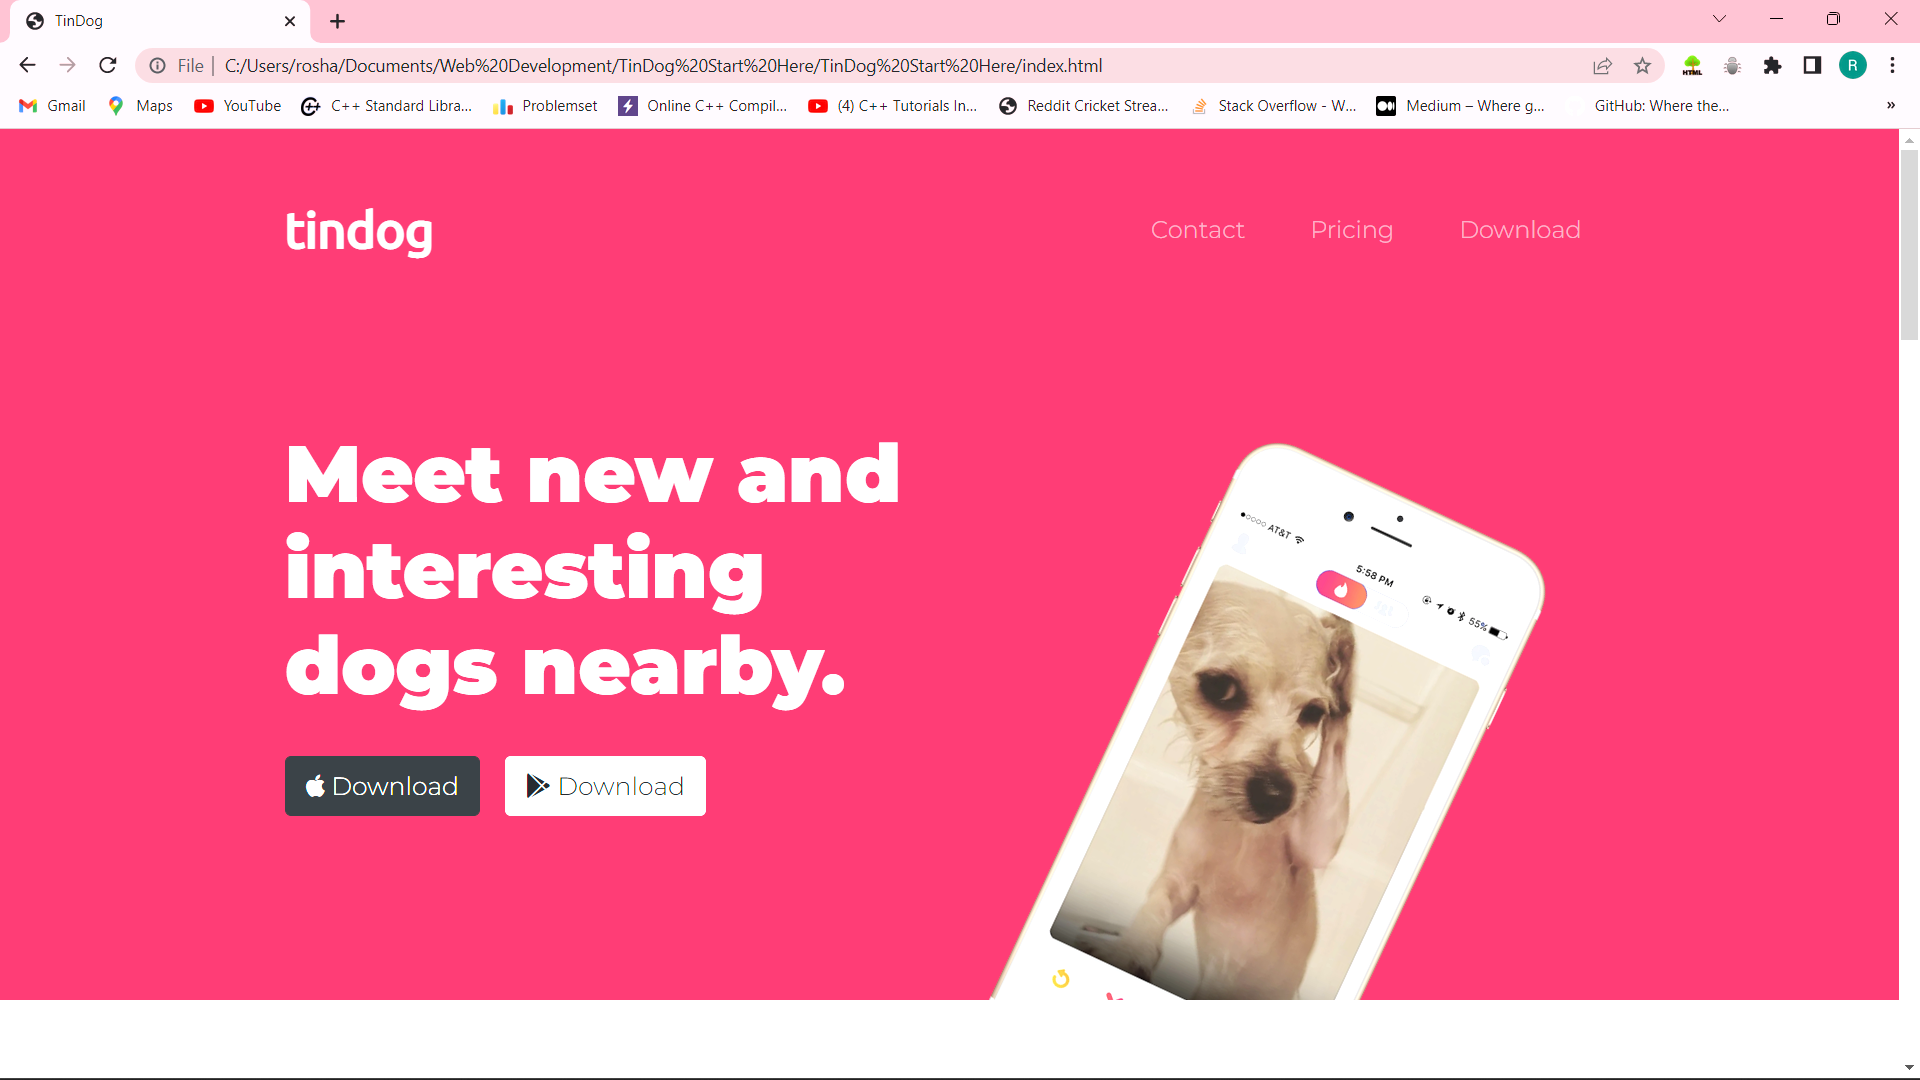 TinDog
File | C:/Users/rosha/Documents/Web%20Development/TinDog%20Start%20Here/TinDog%20Start%20Here/index.html
HTML
R
Gmail
Maps
YouTube
C++ Standard Libra...
Problemset
Online C++ Compil...
(4) C++ Tutorials In...
Reddit Cricket Strea...
Stack Overflow - W...
Medium – Where g...
GitHub: Where the...
»
tindog
Contact
Pricing
Download
Meet new and
interesting
dogs nearby.
Download
Download
AT&T
5:58 PM
55%